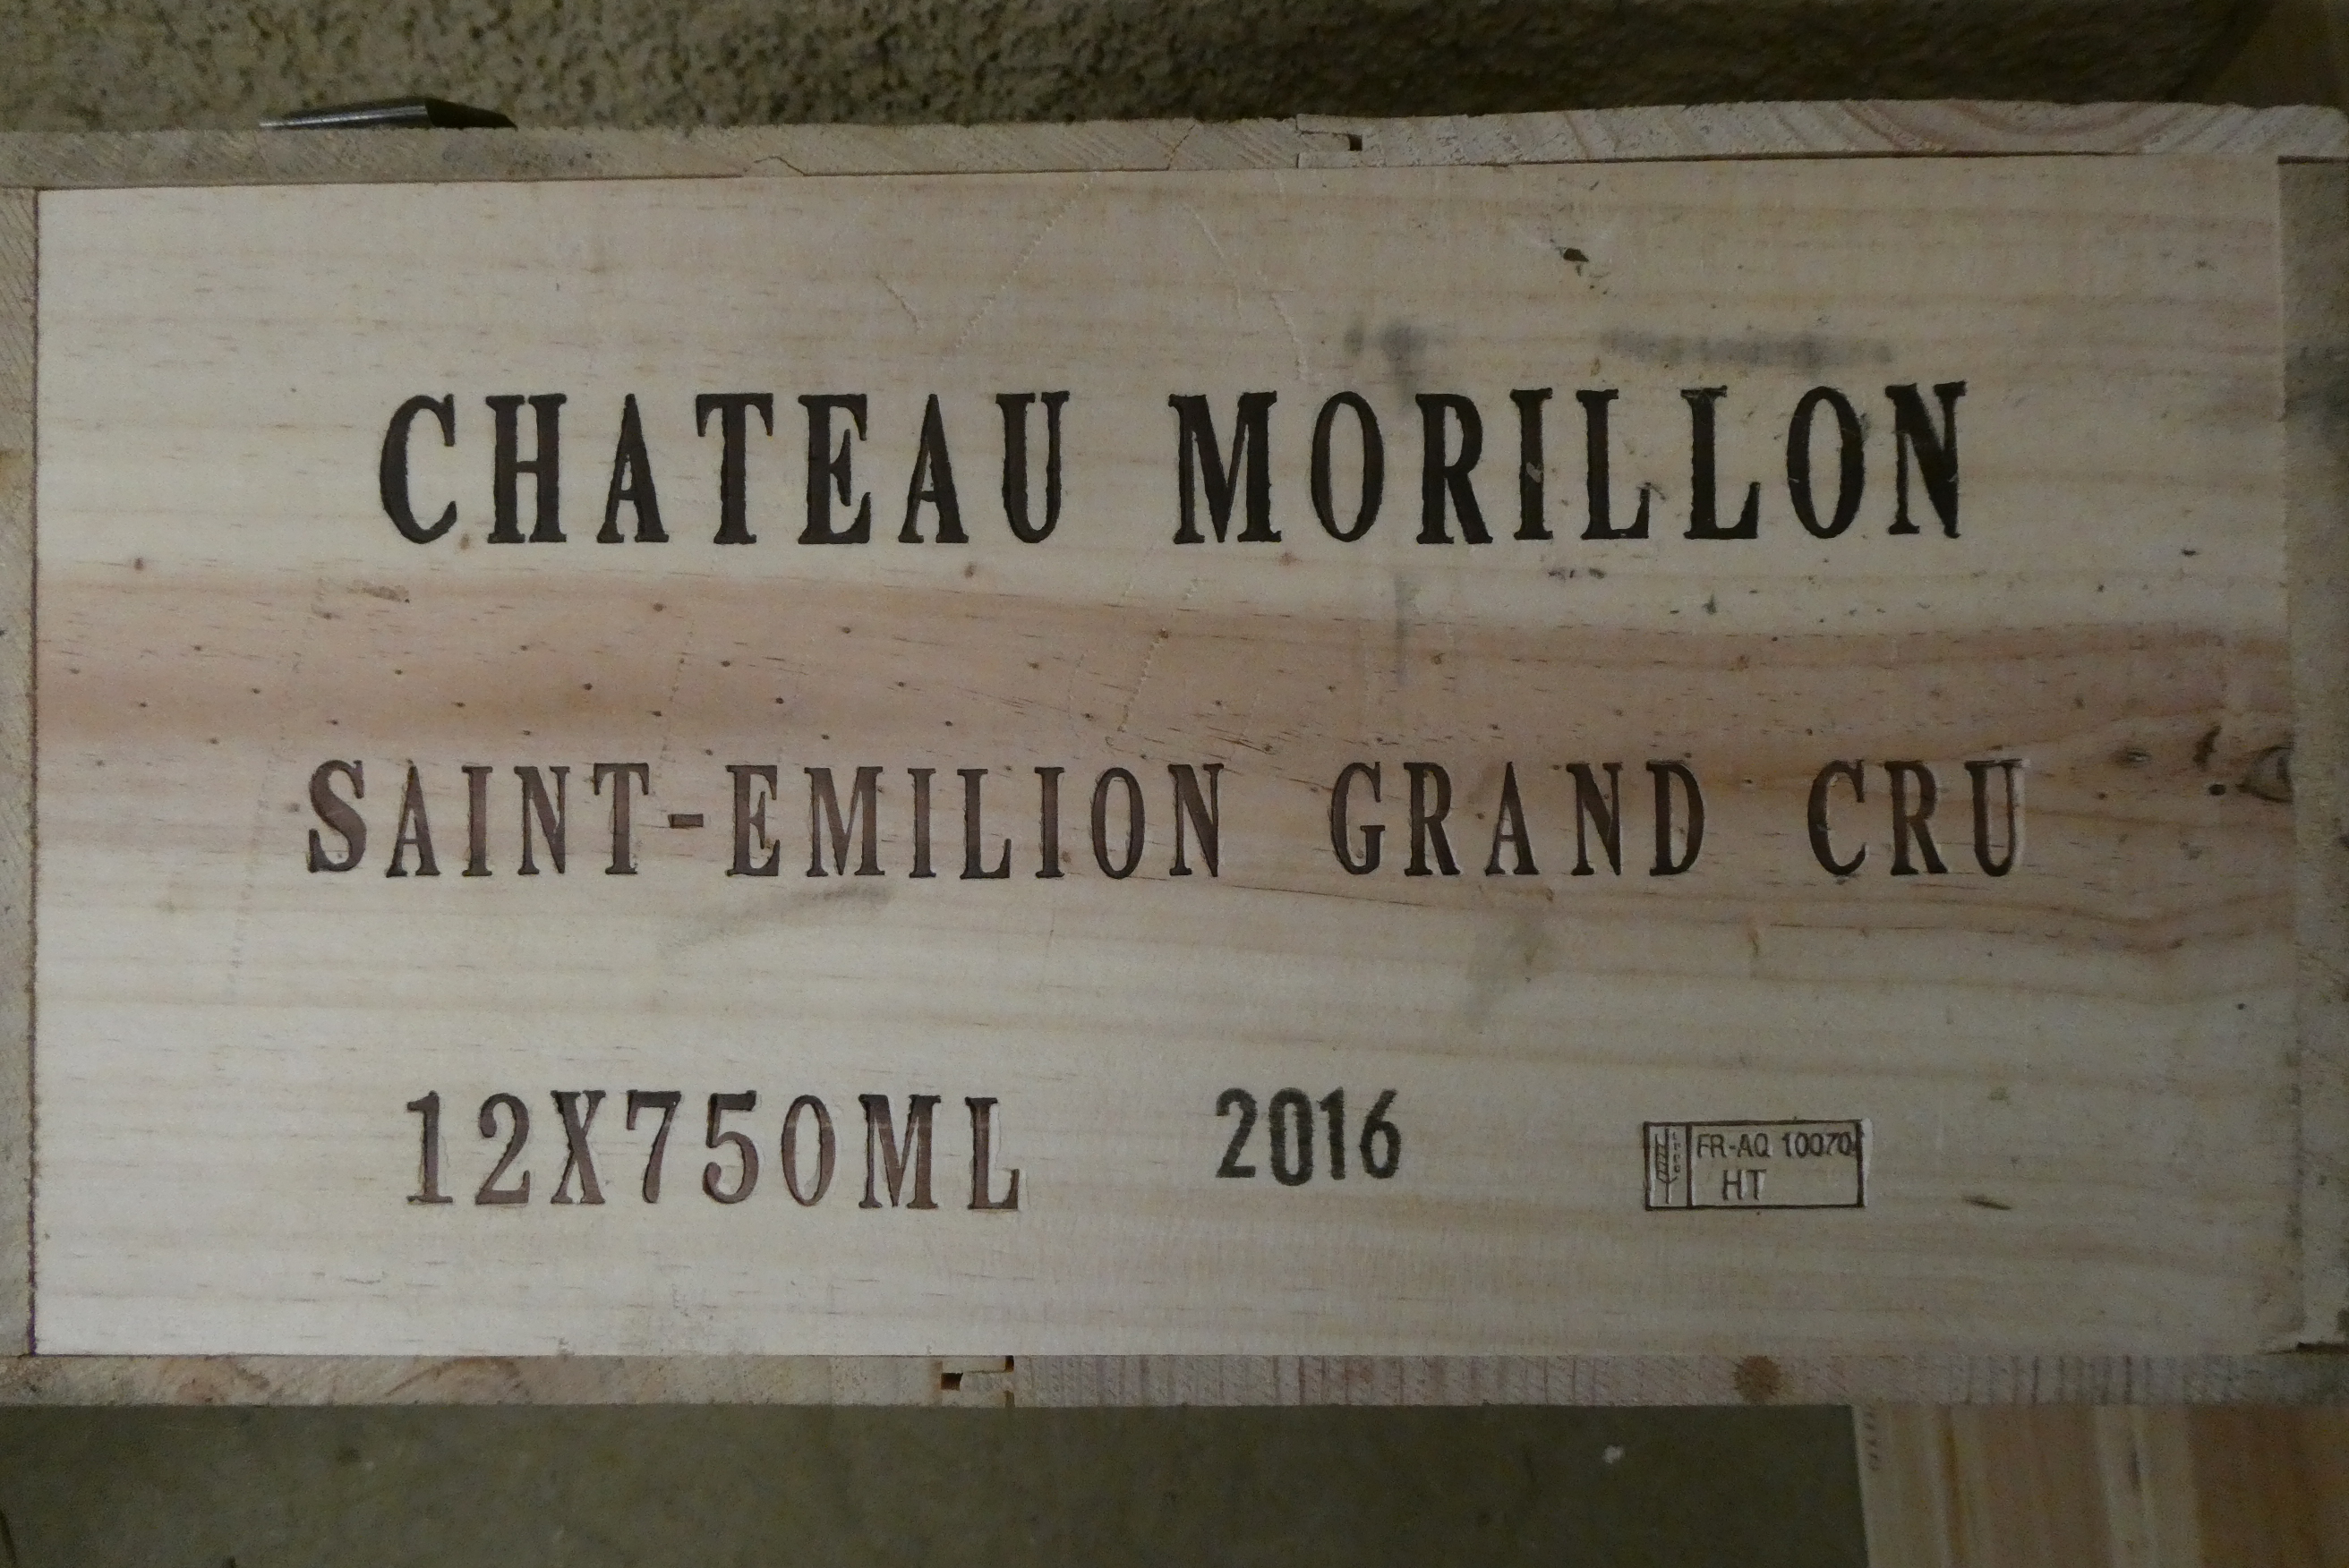 CHATEAU MORILLON
SAINT-EMILION GRAND CRU
12X750ML 2016
FR-AQ 10070
HT